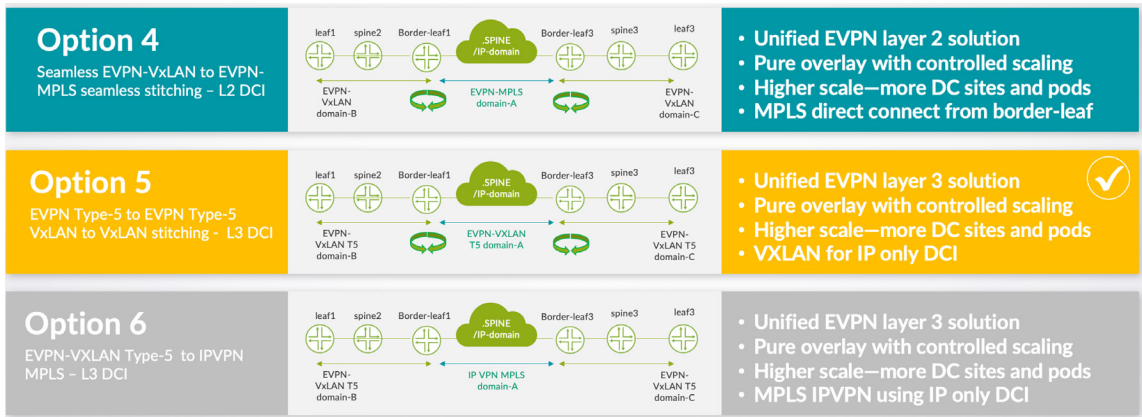 Option 4
Seamless EVPN-VxLAN to EVPN-
MPLS seamless stitching – L2 DCI
leaf1
spine2
Border-leaf1
.SPINE
/IP-domain
Border-leaf3
spine3
leaf3
EVPN-
VxLAN
domain-B
EVPN-MPLS
domain-A
EVPN-
VxLAN
domain-C
• Unified EVPN layer 2 solution
• Pure overlay with controlled scaling
• Higher scale—more DC sites and pods
• MPLS direct connect from border-leaf
Option 5
EVPN Type-5 to EVPN Type-5
VxLAN to VxLAN stitching - L3 DCI
leaf1
spine2
Border-leaf1
.SPINE
/IP-domain
Border-leaf3
spine3
leaf3
EVPN-
VxLAN T5
domain-B
EVPN-VXLAN
T5 domain-A
EVPN-
VxLAN T5
domain-C
• Unified EVPN layer 3 solution
• Pure overlay with controlled scaling
• Higher scale—more DC sites and pods
• VXLAN for IP only DCI
Option 6
EVPN-VXLAN Type-5 to IPVPN
MPLS – L3 DCI
leaf1
spine2
Border-leaf1
.SPINE
/IP-domain
Border-leaf3
spine3
leaf3
EVPN-
VxLAN T5
domain-B
IP VPN MPLS
domain-A
EVPN-
VxLAN T5
domain-C
• Unified EVPN layer 3 solution
• Pure overlay with controlled scaling
• Higher scale—more DC sites and pods
• MPLS IPVPN using IP only DCI